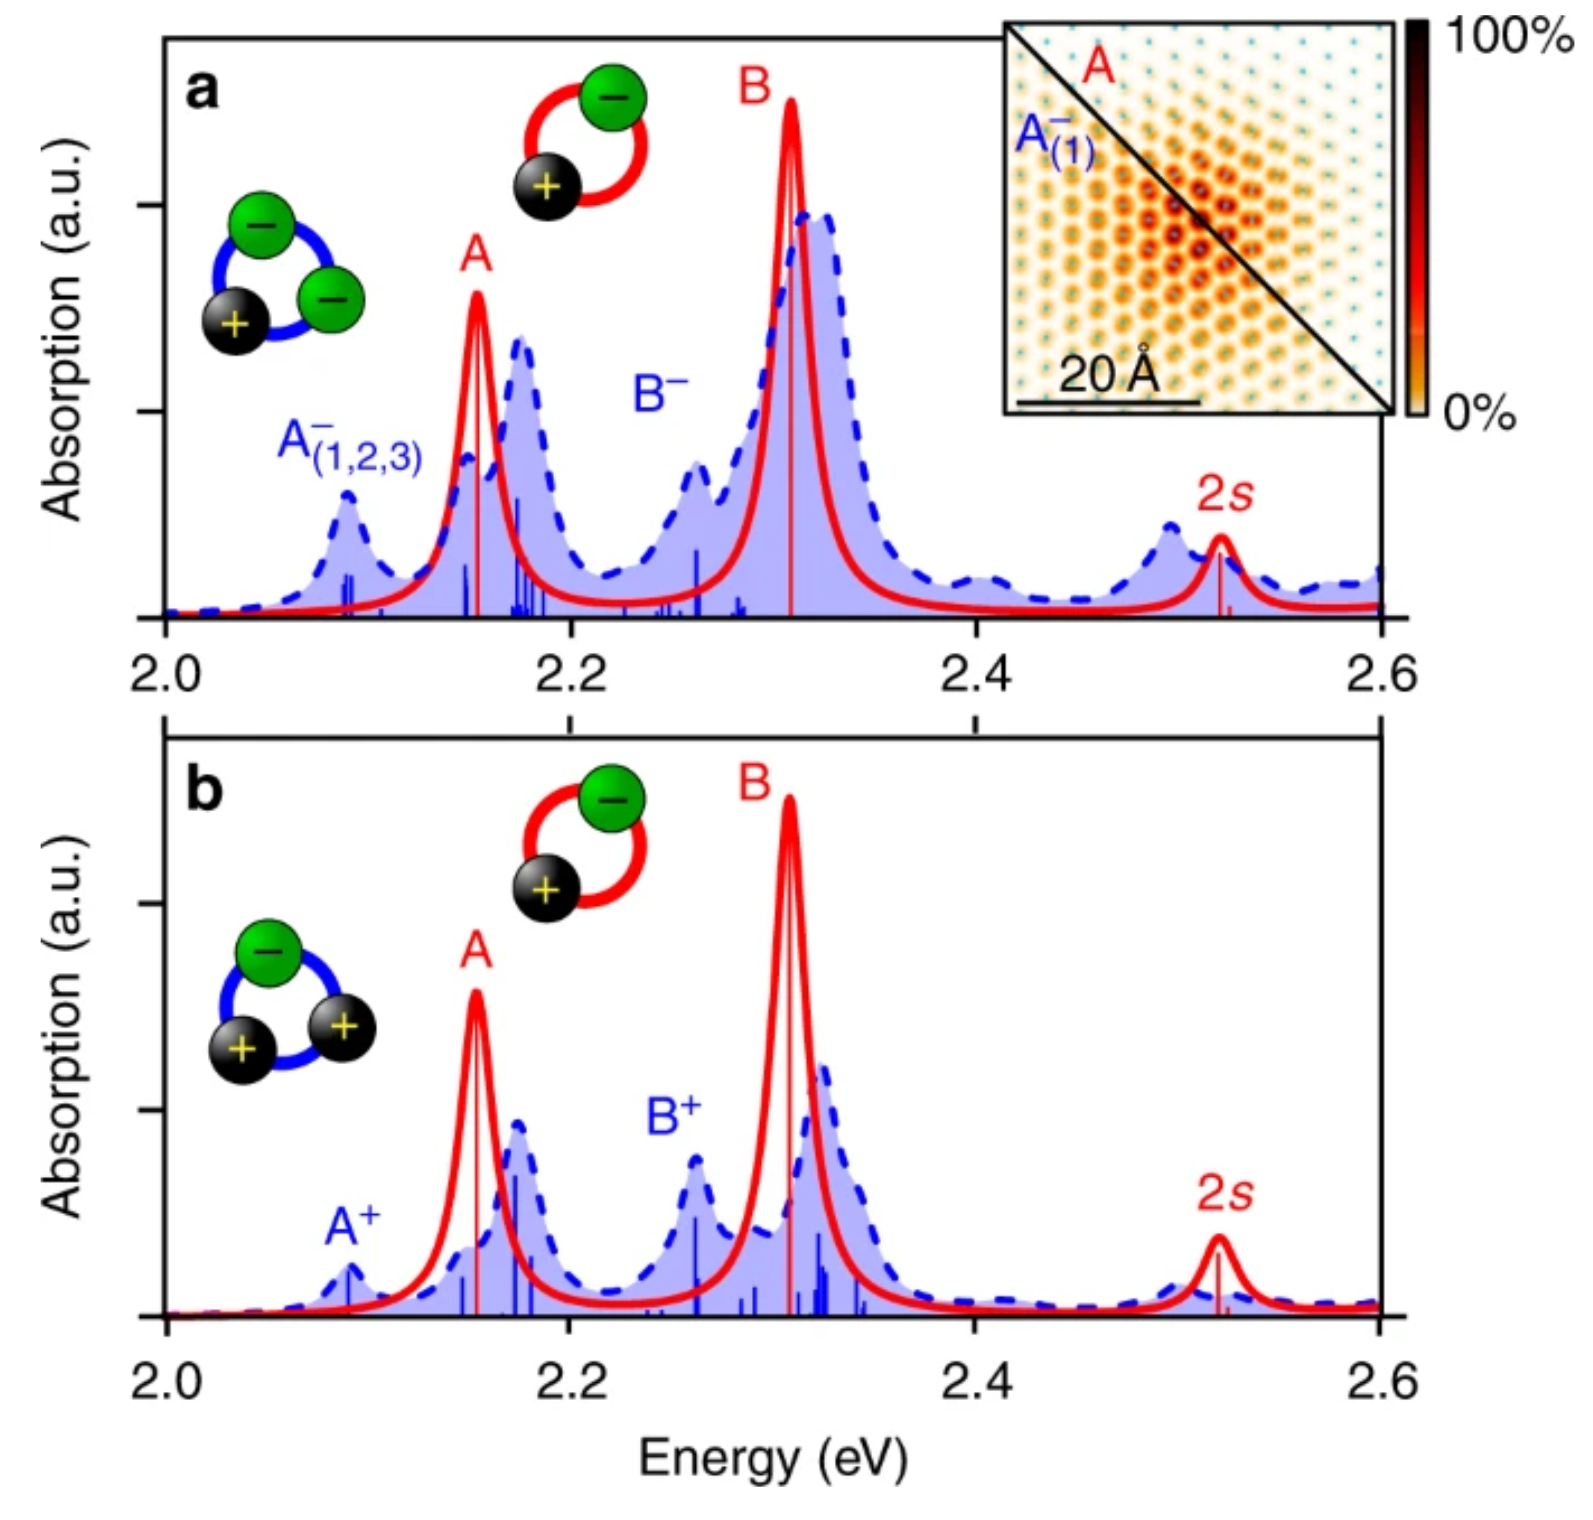 a
B
A
A⁻(1)
100%
0%
20 Å
− +
− − +
A
B⁻
A⁻(1,2,3)
2s
Absorption (a.u.)
2.0 2.2 2.4 2.6
b
B
A
− +
− + +
B⁺
A⁺
2s
Absorption (a.u.)
2.0 2.2 2.4 2.6
Energy (eV)